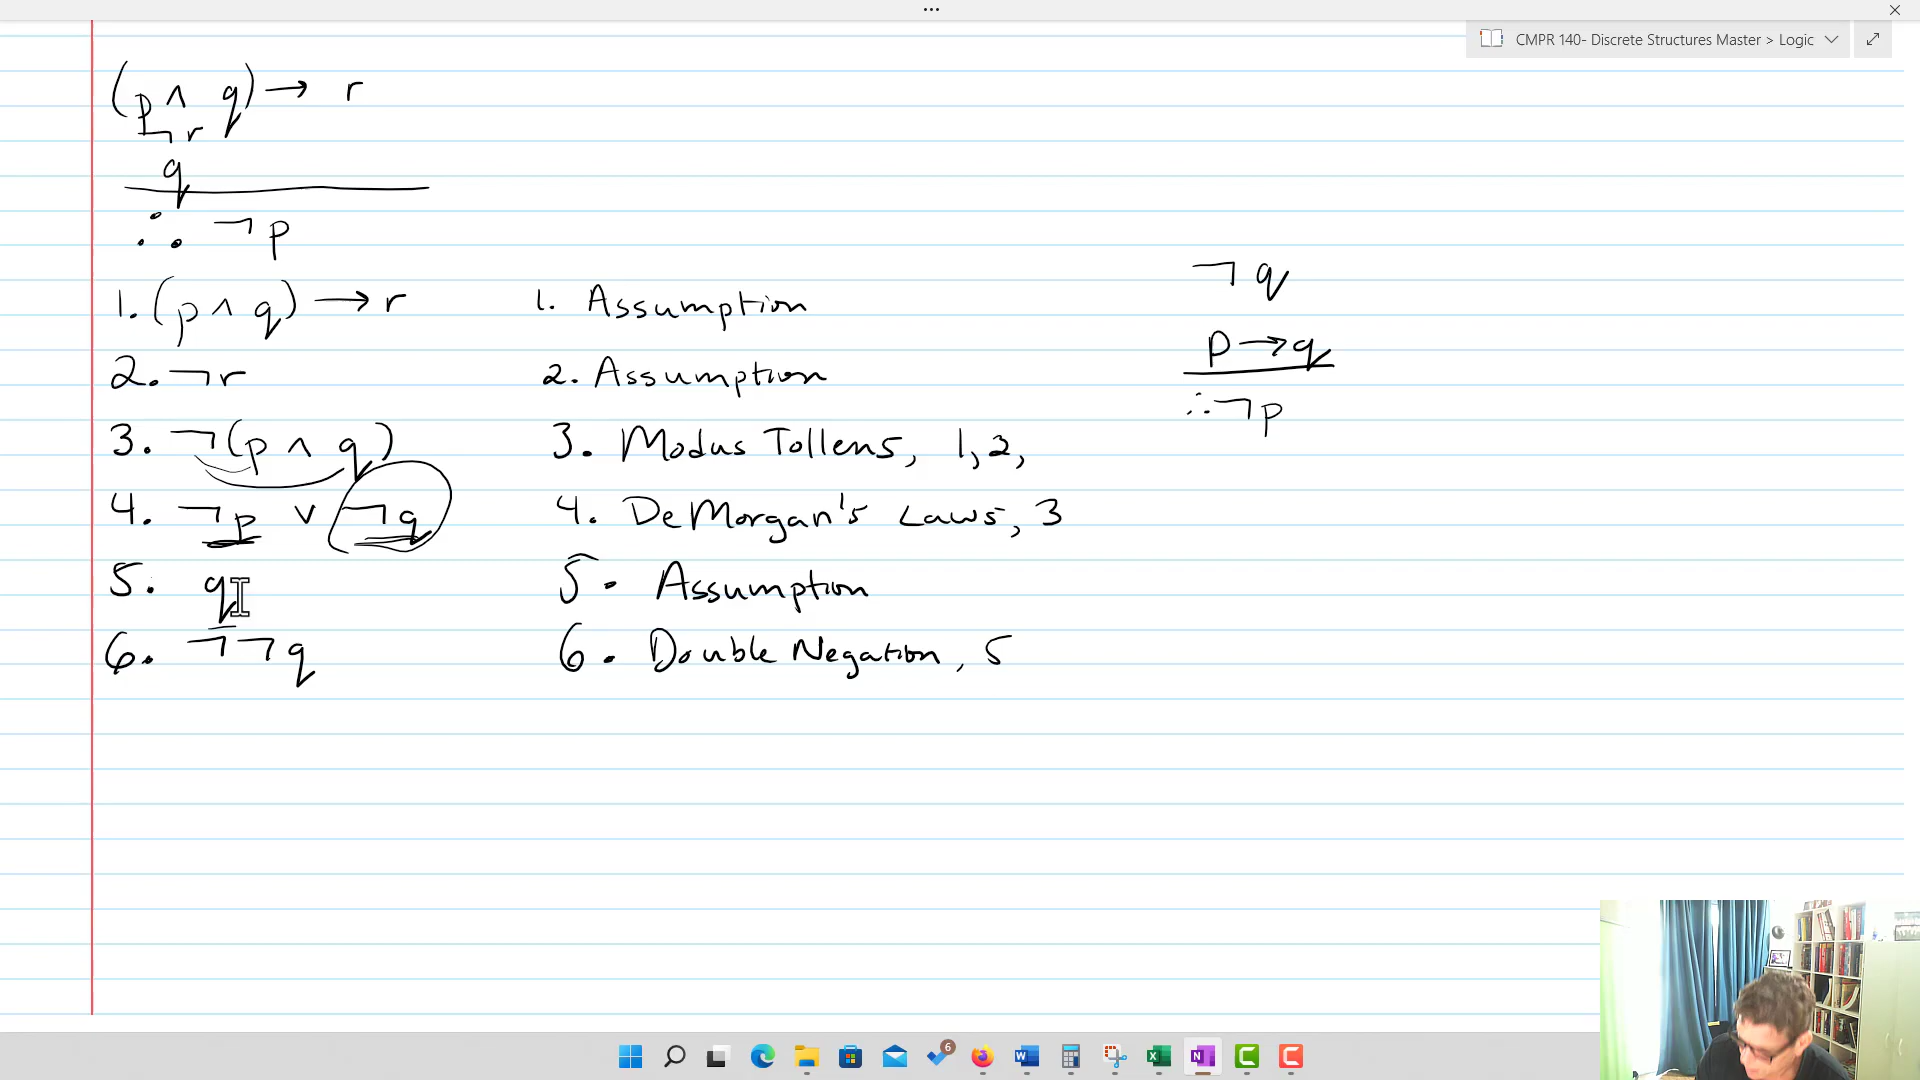 CMPR 140- Discrete Structures Master > Logic
(p ∧ q) → r
¬r
q
∴ ¬p
1. (p ∧ q) → r 1. Assumption
2. ¬r 2. Assumption
3. ¬(p ∧ q) 3. Modus Tollens, 1,2,
4. ¬p ∨ ¬q 4. DeMorgan's Laws, 3
5. q 5. Assumption
6. ¬¬q 6. Double Negation, 5
¬q
p → q
∴ ¬p
6